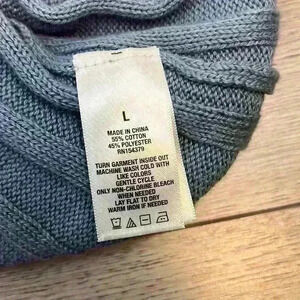 L
MADE IN CHINA
55% COTTON
45% POLYESTER
RN154379
TURN GARMENT INSIDE OUT
MACHINE WASH COLD WITH
LIKE COLORS
GENTLE CYCLE
ONLY NON-CHLORINE BLEACH
WHEN NEEDED
LAY FLAT TO DRY
WARM IRON IF NEEDED